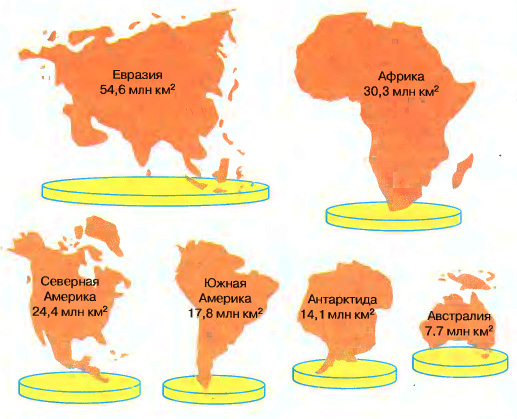 Евразия
54,6 млн км²
Африка
30,3 млн км²
Северная
Америка
24,4 млн км²
Южная
Америка
17,8 млн км²
Антарктида
14,1 млн км²
Австралия
7.7 млн км²